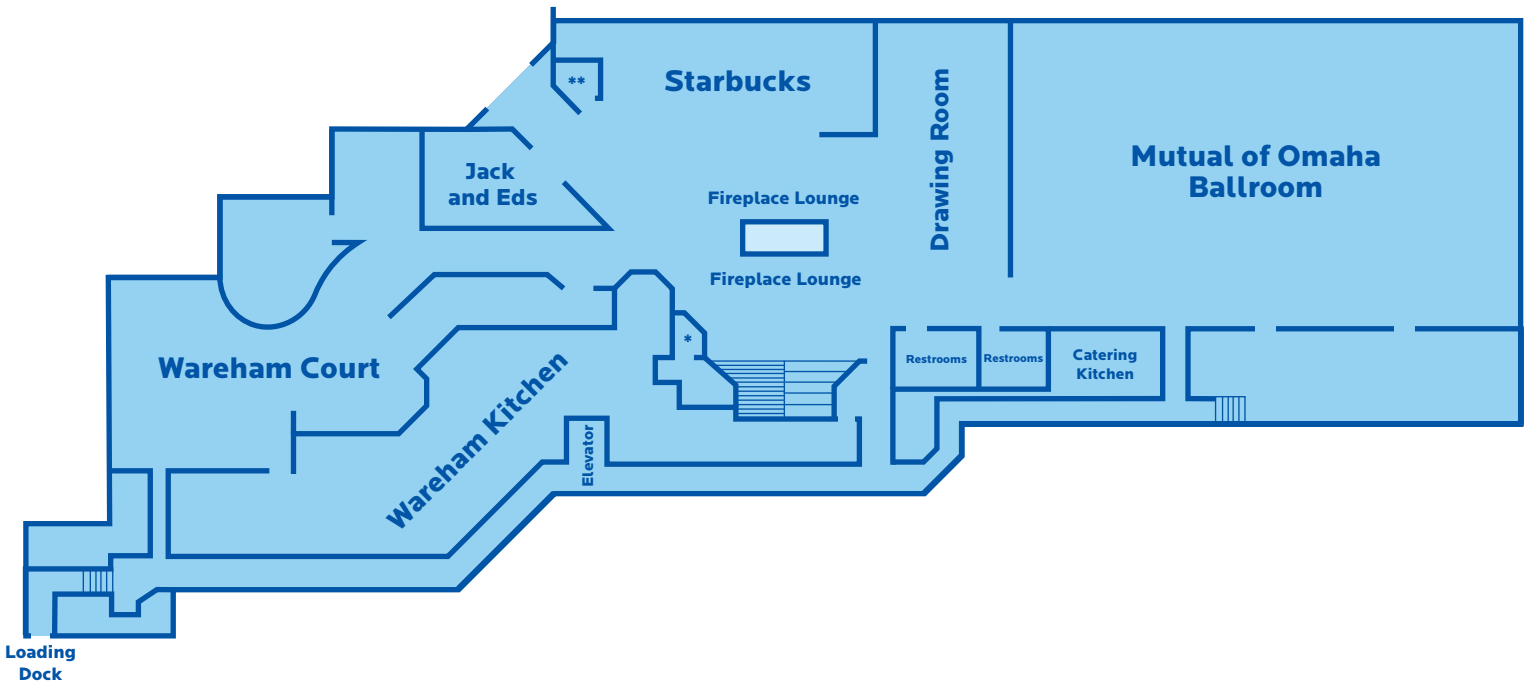 **
Starbucks
Drawing Room
Mutual of Omaha
Ballroom
Jack
and Eds
Fireplace Lounge
Fireplace Lounge
*
Wareham Court
Restrooms
Restrooms
Catering
Kitchen
Wareham Kitchen
Elevator
Loading
Dock